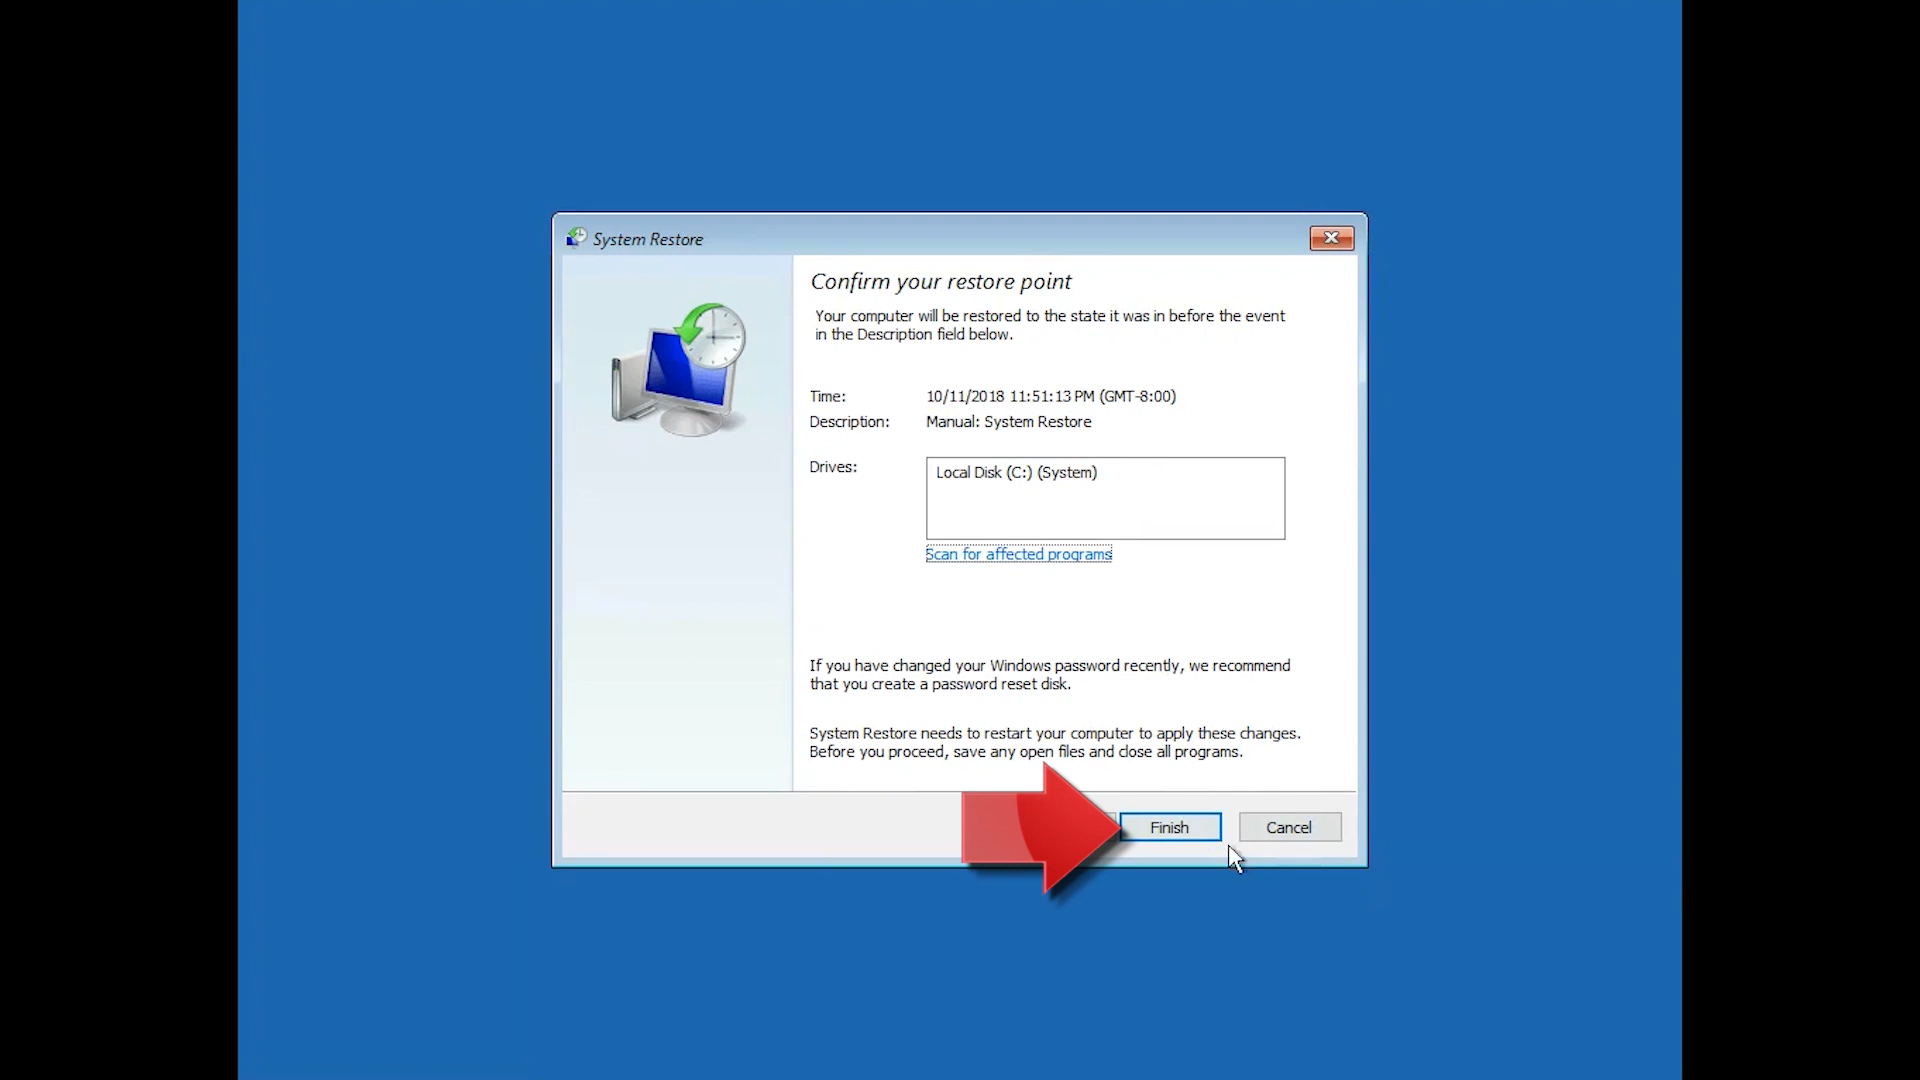 System Restore
Confirm your restore point
Your computer will be restored to the state it was in before the event
in the Description field below.
Time: 10/11/2018 11:51:13 PM (GMT-8:00)
Description: Manual: System Restore
Drives: Local Disk (C:) (System)
Scan for affected programs
If you have changed your Windows password recently, we recommend
that you create a password reset disk.
System Restore needs to restart your computer to apply these changes.
Before you proceed, save any open files and close all programs.
Finish Cancel